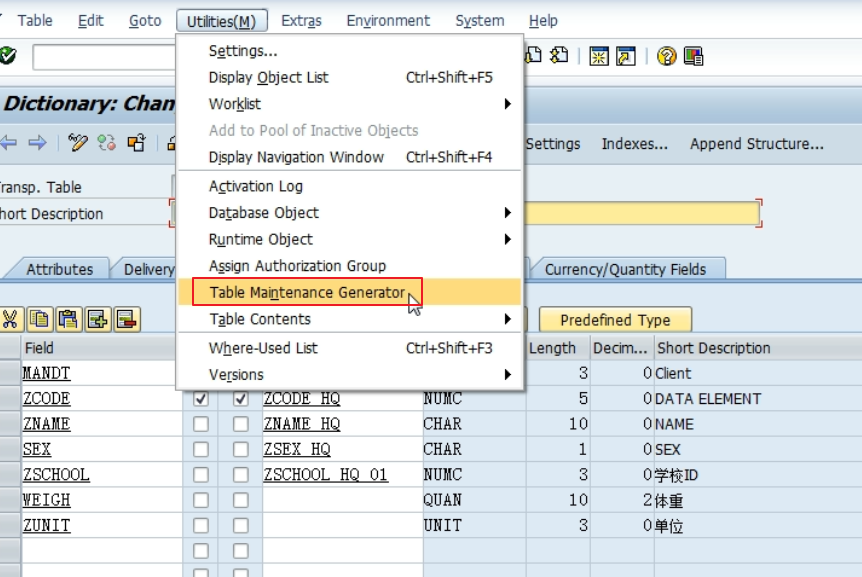 Table Edit Goto Utilities(M) Extras Environment System Help
Settings...
Display Object List Ctrl+Shift+F5
Worklist
Add to Pool of Inactive Objects
Display Navigation Window Ctrl+Shift+F4
Activation Log
Database Object
Runtime Object
Assign Authorization Group
Table Maintenance Generator
Table Contents
Where-Used List Ctrl+Shift+F3
Versions
Dictionary: Chan
Settings Indexes... Append Structure...
ransp. Table
hort Description
Attributes Delivery Currency/Quantity Fields
Predefined Type
Field Length Decim... Short Description
MANDT 3 0 Client
ZCODE ZCODE_HQ NUMC 5 0 DATA ELEMENT
ZNAME ZNAME_HQ CHAR 10 0 NAME
SEX ZSEX_HQ CHAR 1 0 SEX
ZSCHOOL ZSCHOOL_HQ_01 NUMC 3 0 学校ID
WEIGH QUAN 10 2 体重
ZUNIT UNIT 3 0 单位